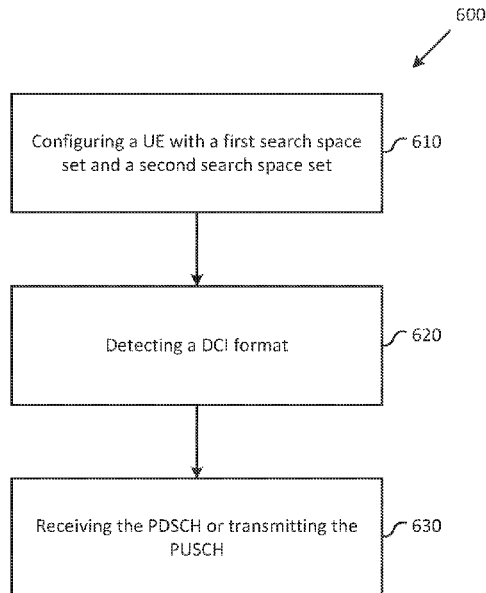 600
Configuring a UE with a first search space
set and a second search space set
610
Detecting a DCI format
620
Receiving the PDSCH or transmitting the
PUSCH
630